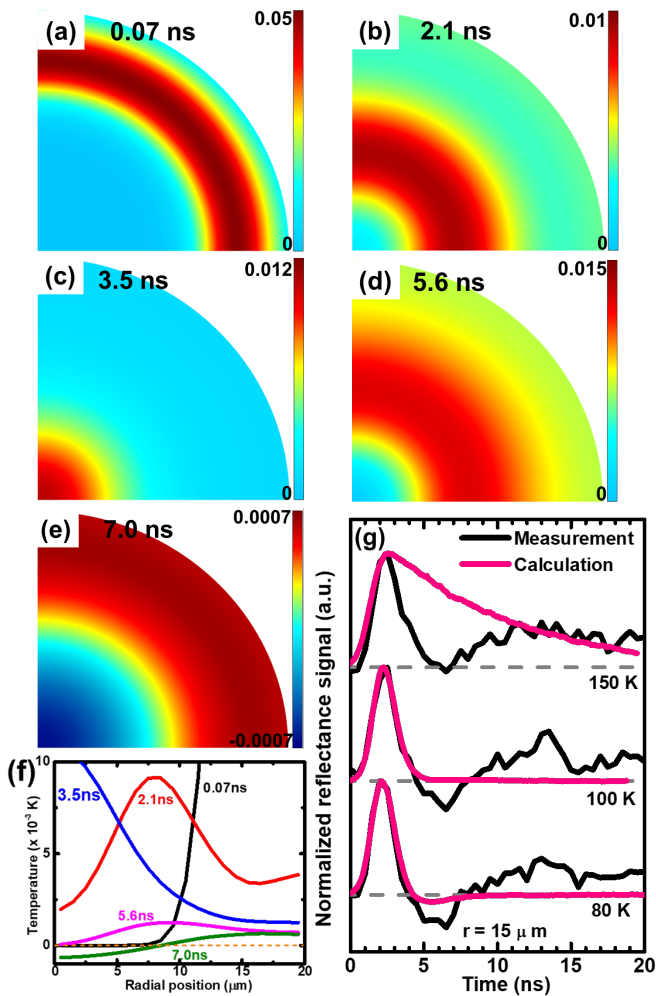 (a) 0.07 ns 0.05
0
(b) 2.1 ns 0.01
0
(c) 3.5 ns 0.012
0
(d) 5.6 ns 0.015
0
(e) 7.0 ns 0.0007
-0.0007
(f)
10
5
0
Temperature (x 10⁻³ K)
0.07ns
3.5ns
2.1ns
5.6ns
7.0ns
0 5 10 15 20
Radial position (μm)
(g)
Measurement
Calculation
Normalized reflectance signal (a.u.)
150 K
100 K
80 K
r = 15 μ m
0 5 10 15 20
Time (ns)